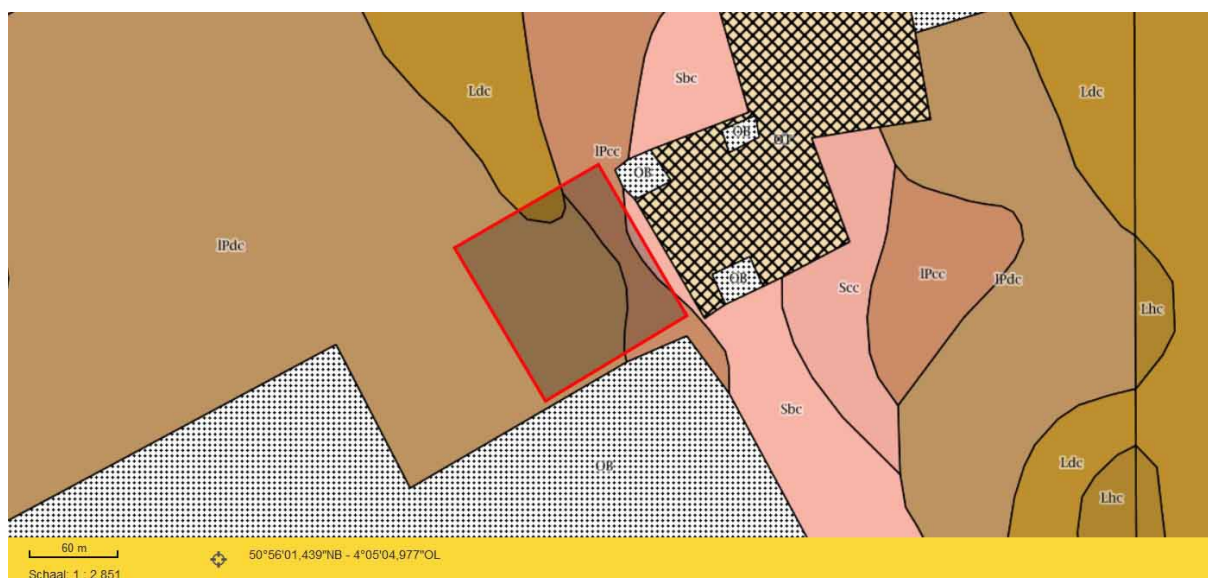 Sbc
Ldc
Ldc
OB
OT
lPcc
OB
lPdc
lPcc
lPdc
OB
Scc
Lhc
Sbc
OB
Ldc
Lhc
60 m
50°56'01,439"NB - 4°05'04,977"OL
Schaal: 1 : 2.851